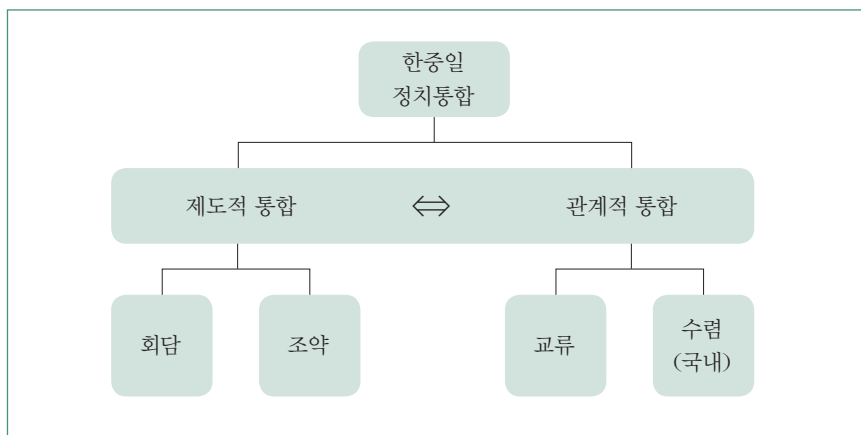 한중일
정치통합
제도적 통합 ⇔ 관계적 통합
회담
조약
교류
수렴
(국내)